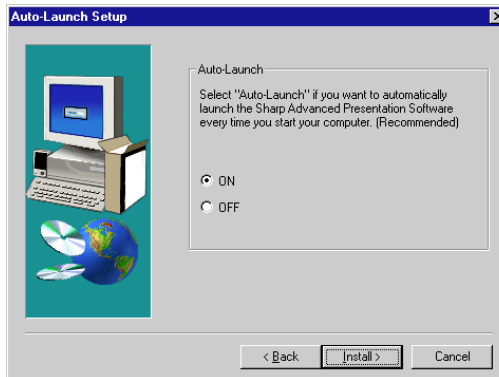 Auto-Launch Setup
Auto-Launch
Select "Auto-Launch" if you want to automatically
launch the Sharp Advanced Presentation Software
every time you start your computer. (Recommended)
ON
OFF
< Back
Install >
Cancel